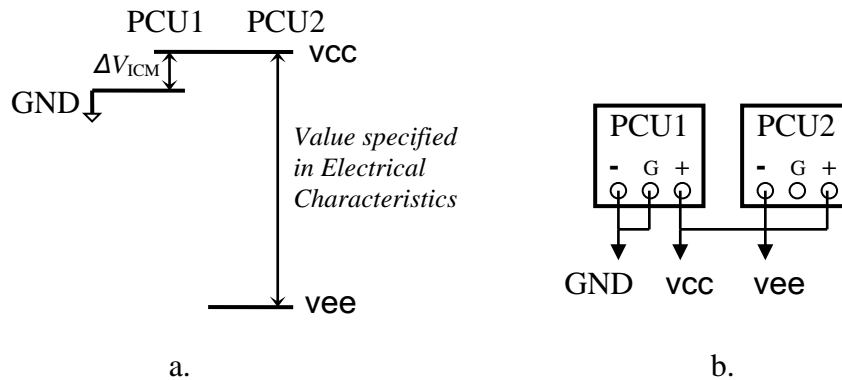 PCU1 PCU2
vcc
ΔVICM
GND
Value specified
in Electrical
Characteristics
vee
a.
PCU1 PCU2
- G + - G +
GND vcc vee
b.